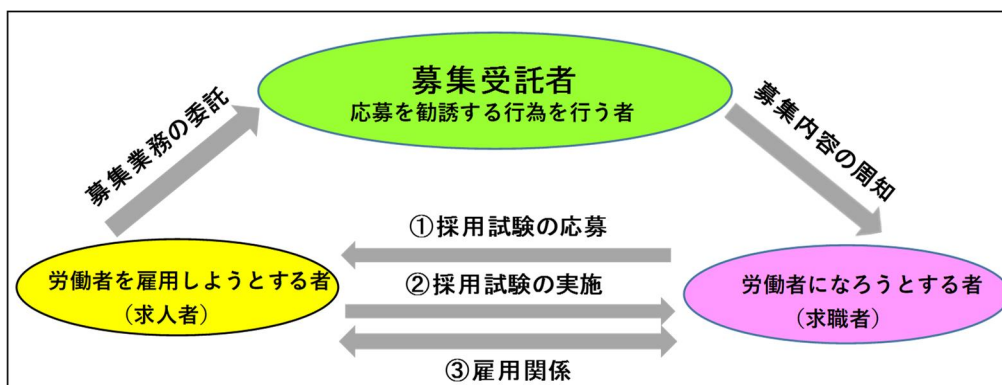 募集受託者
応募を勧誘する行為を行う者
募集業務の委託
募集内容の周知
①採用試験の応募
労働者を雇用しようとする者
（求人者）
②採用試験の実施
労働者になろうとする者
（求職者）
③雇用関係